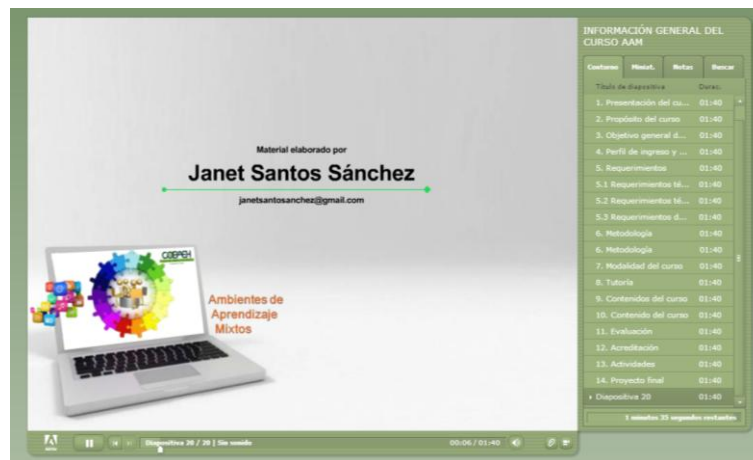 Material elaborado por
Janet Santos Sánchez
janetsantosanchez@gmail.com
COBAEH
Ambientes de
Aprendizaje
Mixtos
Diapositiva 20 / 20 | Sin sonido
00:06 / 01:40
INFORMACIÓN GENERAL DEL
CURSO AAM
Contorno Miniat. Notas Buscar
Título de diapositiva Durac.
1. Presentación del cu... 01:40
2. Propósito del curso 01:40
3. Objetivo general d... 01:40
4. Perfil de ingreso y ... 01:40
5. Requerimientos 01:40
5.1 Requerimientos té... 01:40
5.2 Requerimientos té... 01:40
5.3 Requerimientos d... 01:40
6. Metodología 01:40
6. Metodología 01:40
7. Modalidad del curso 01:40
8. Tutoría 01:40
9. Contenidos del curso 01:40
10. Contenido del curso 01:40
11. Evaluación 01:40
12. Acreditación 01:40
13. Actividades 01:40
14. Proyecto final 01:40
Diapositiva 20 01:40
1 minutos 35 segundos restantes